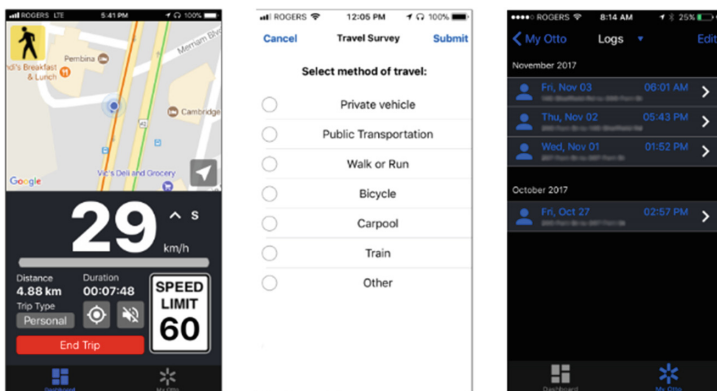 ROGERS LTE 5:41 PM 100%
Merriam Blv
Pembina
ndi's Breakfast
& Lunch
Cambridge
42
Vic's Deli and Grocery
Google
29
km/h
S
Distance
4.88 km
Duration
00:07:48
Trip Type
Personal
SPEED
LIMIT
60
End Trip
Dashboard
My Otto
ROGERS 12:05 PM 100%
Cancel Travel Survey Submit
Select method of travel:
Private vehicle
Public Transportation
Walk or Run
Bicycle
Carpool
Train
Other
ROGERS 8:14 AM 25%
My Otto Logs Edit
November 2017
Fri, Nov 03 06:01 AM
Thu, Nov 02 05:43 PM
Wed, Nov 01 01:52 PM
October 2017
Fri, Oct 27 02:57 PM
Dashboard
My Otto